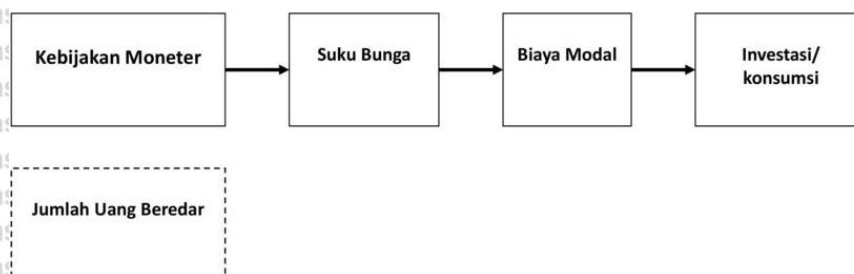 Kebijakan Moneter
Suku Bunga
Biaya Modal
Investasi/
konsumsi
Jumlah Uang Beredar